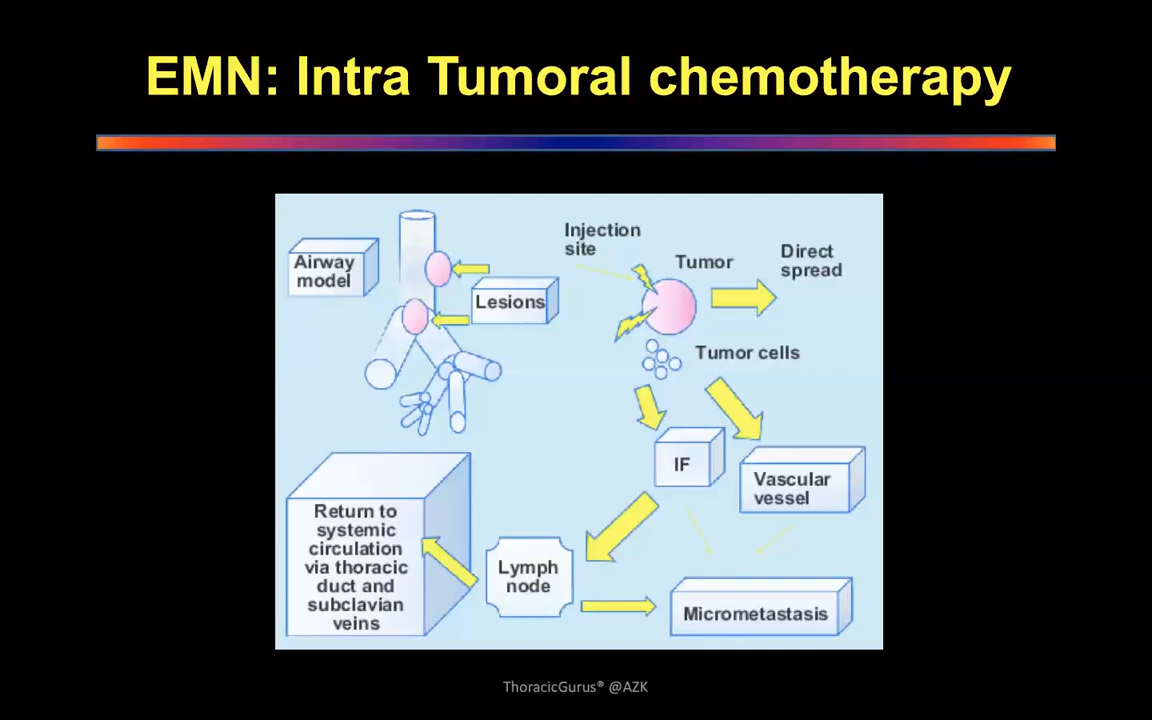 EMN: Intra Tumoral chemotherapy
Airway
model
Lesions
Injection
site
Tumor
Direct
spread
Tumor cells
IF
Vascular
vessel
Return to
systemic
circulation
via thoracic
duct and
subclavian
veins
Lymph
node
Micrometastasis
ThoracicGurus® @AZK